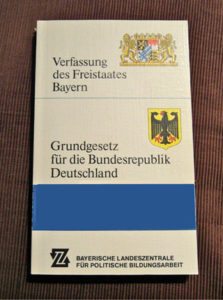 Verfassung
des Freistaates
Bayern
Grundgesetz
für die Bundesrepublik
Deutschland
BAYERISCHE LANDESZENTRALE
FÜR POLITISCHE BILDUNGSARBEIT